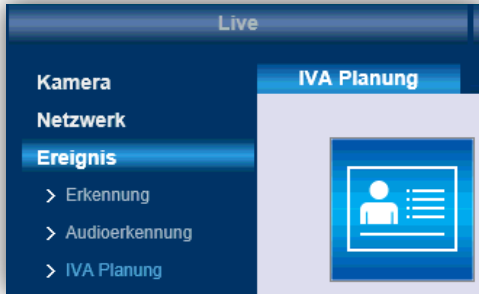 Live
Kamera
IVA Planung
Netzwerk
Ereignis
Erkennung
Audioerkennung
IVA Planung